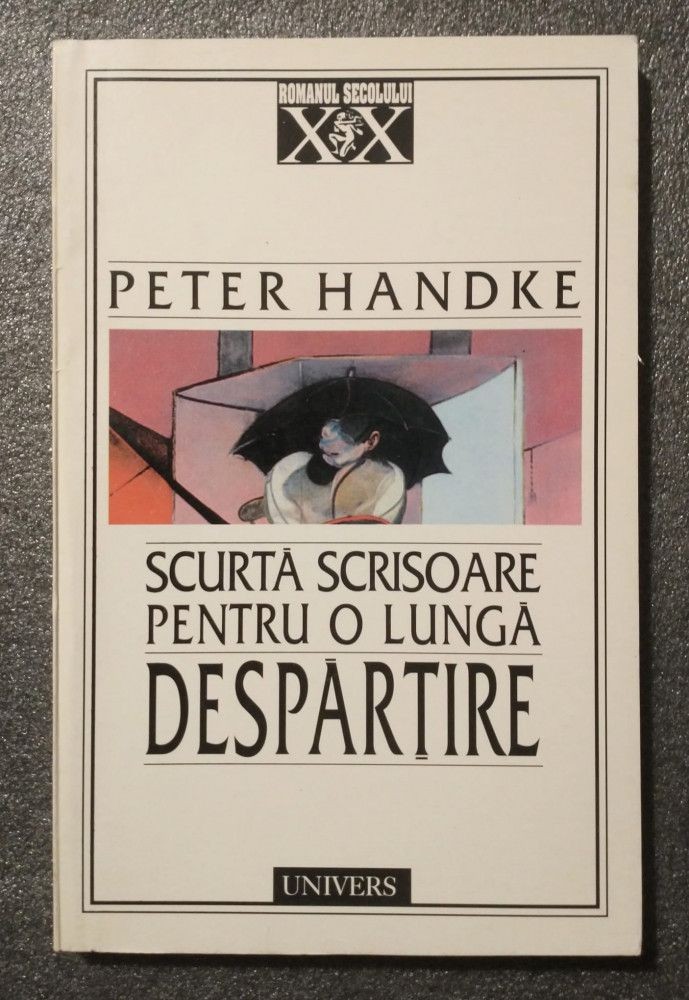 ROMANUL SECOLULUI
XX
PETER HANDKE
SCURTĂ SCRISOARE
PENTRU O LUNGĂ
DESPĂRȚIRE
UNIVERS